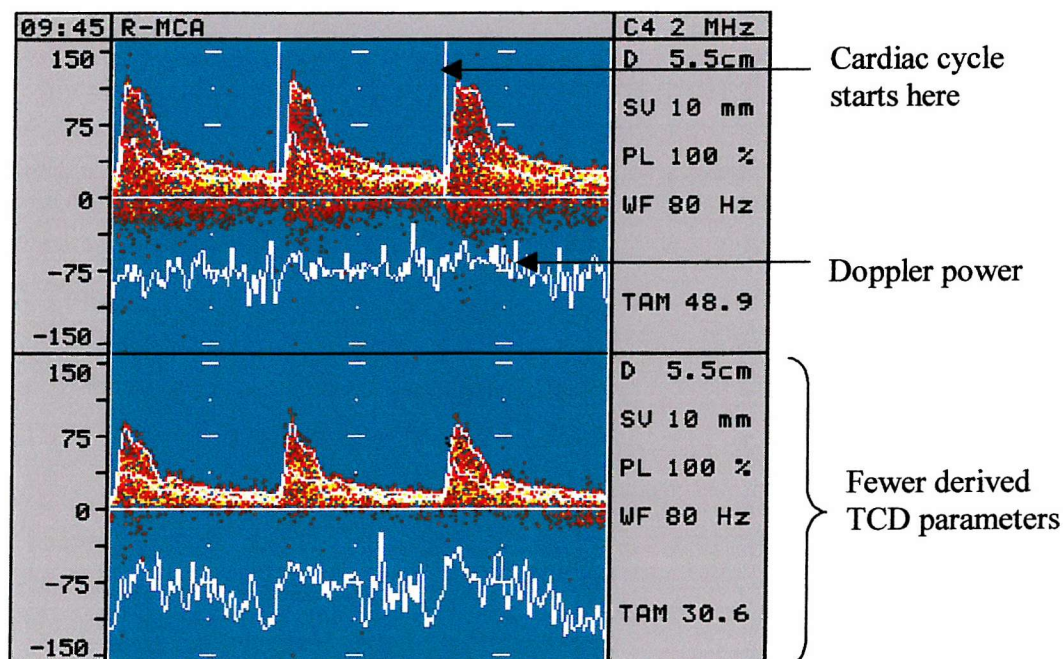 09:45 R-MCA C4 2 MHz
150
75
0
-75
-150
D 5.5cm
SV 10 mm
PL 100 %
WF 80 Hz
TAM 48.9
Cardiac cycle
starts here
Doppler power
150
75
0
-75
-150
D 5.5cm
SV 10 mm
PL 100 %
WF 80 Hz
TAM 30.6
Fewer derived
TCD parameters